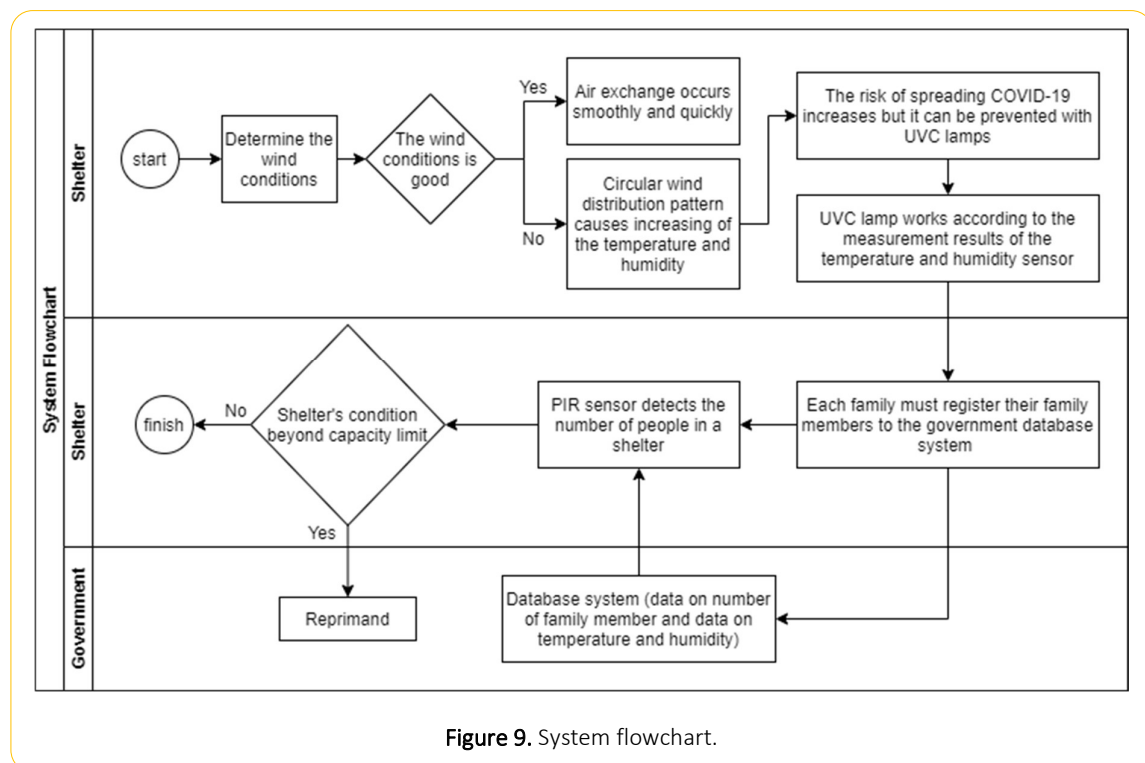 System Flowchart
Shelter
start
Determine the
wind
conditions
The wind
conditions is
good
Yes
Air exchange occurs
smoothly and quickly
No
Circular wind
distribution pattern
causes increasing of
the temperature and
humidity
The risk of spreading COVID-19
increases but it can be prevented with
UVC lamps
UVC lamp works according to the
measurement results of the
temperature and humidity sensor
Shelter
Each family must register their family
members to the government database
system
PIR sensor detects the
number of people in a
shelter
Shelter's condition
beyond capacity limit
No
finish
Yes
Government
Reprimand
Database system (data on number
of family member and data on
temperature and humidity)
Figure 9. System flowchart.